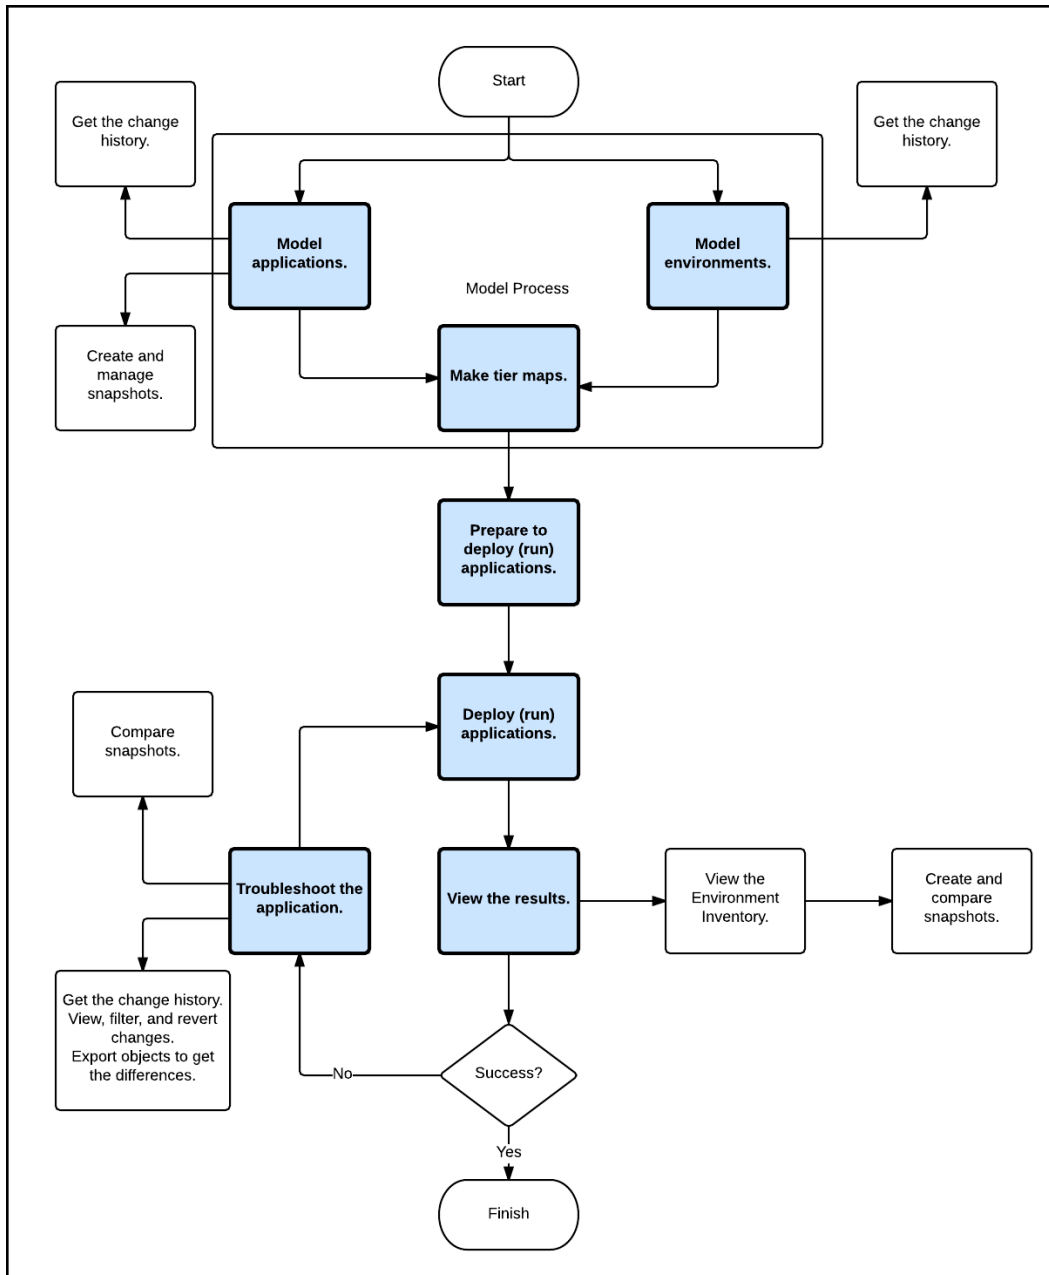 Start
Get the change
history.
Get the change
history.
Model
applications.
Model
environments.
Model Process
Create and
manage
snapshots.
Make tier maps.
Prepare to
deploy (run)
applications.
Compare
snapshots.
Deploy (run)
applications.
Troubleshoot the
application.
View the results.
View the
Environment
Inventory.
Create and
compare
snapshots.
Get the change history.
View, filter, and revert
changes.
Export objects to get
the differences.
No
Success?
Yes
Finish